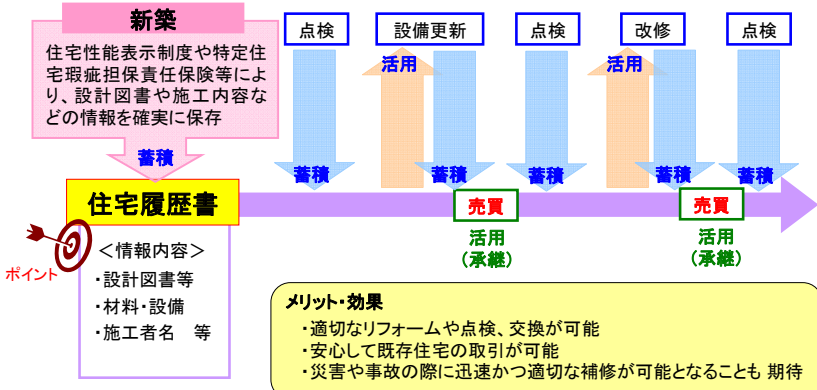 新築
住宅性能表示制度や特定住
宅瑕疵担保責任保険等によ
り、設計図書や施工内容な
どの情報を確実に保存
蓄積
点検
設備更新
点検
改修
点検
活用
活用
蓄積
蓄積
蓄積
蓄積
蓄積
住宅履歴書
売買
売買
活用
(承継)
活用
(承継)
ポイント
＜情報内容＞
・設計図書等
・材料・設備
・施工者名　等
メリット・効果
・適切なリフォームや点検、交換が可能
・安心して既存住宅の取引が可能
・災害や事故の際に迅速かつ適切な補修が可能となることも 期待